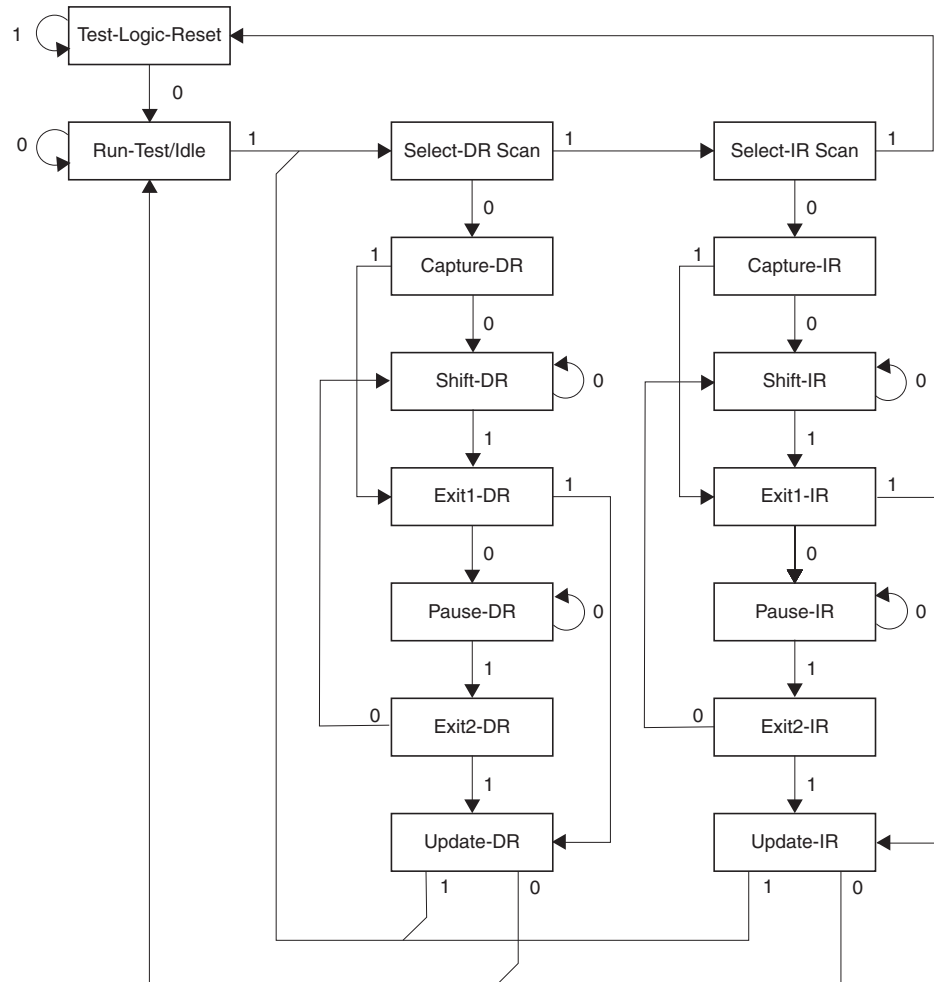 1 Test-Logic-Reset
0
0 Run-Test/Idle 1 Select-DR Scan 1 Select-IR Scan 1
0 0
1 Capture-DR 1 Capture-IR
0 0
Shift-DR 0 Shift-IR 0
1 1
Exit1-DR 1 Exit1-IR 1
0 0
Pause-DR 0 Pause-IR 0
1 1
0 Exit2-DR 0 Exit2-IR
1 1
Update-DR Update-IR
1 0 1 0